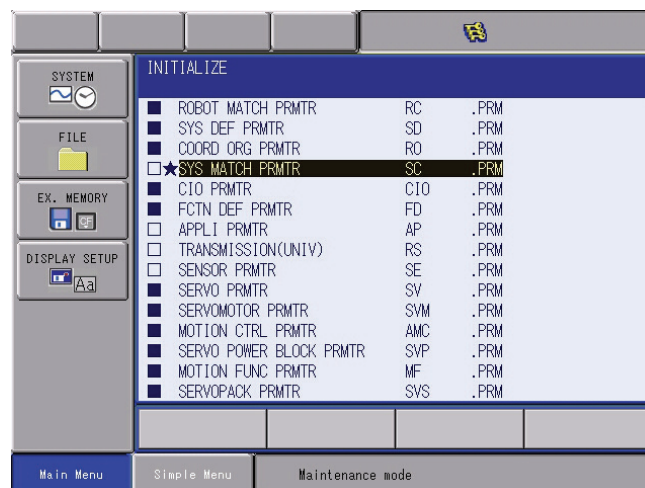 SYSTEM
FILE
EX. MEMORY
CF
DISPLAY SETUP
Aa
INITIALIZE
ROBOT MATCH PRMTR RC .PRM
SYS DEF PRMTR SD .PRM
COORD ORG PRMTR RO .PRM
★SYS MATCH PRMTR SC .PRM
CIO PRMTR CIO .PRM
FCTN DEF PRMTR FD .PRM
APPLI PRMTR AP .PRM
TRANSMISSION(UNIV) RS .PRM
SENSOR PRMTR SE .PRM
SERVO PRMTR SV .PRM
SERVOMOTOR PRMTR SVM .PRM
MOTION CTRL PRMTR AMC .PRM
SERVO POWER BLOCK PRMTR SVP .PRM
MOTION FUNC PRMTR MF .PRM
SERVOPACK PRMTR SVS .PRM
Main Menu Simple Menu Maintenance mode